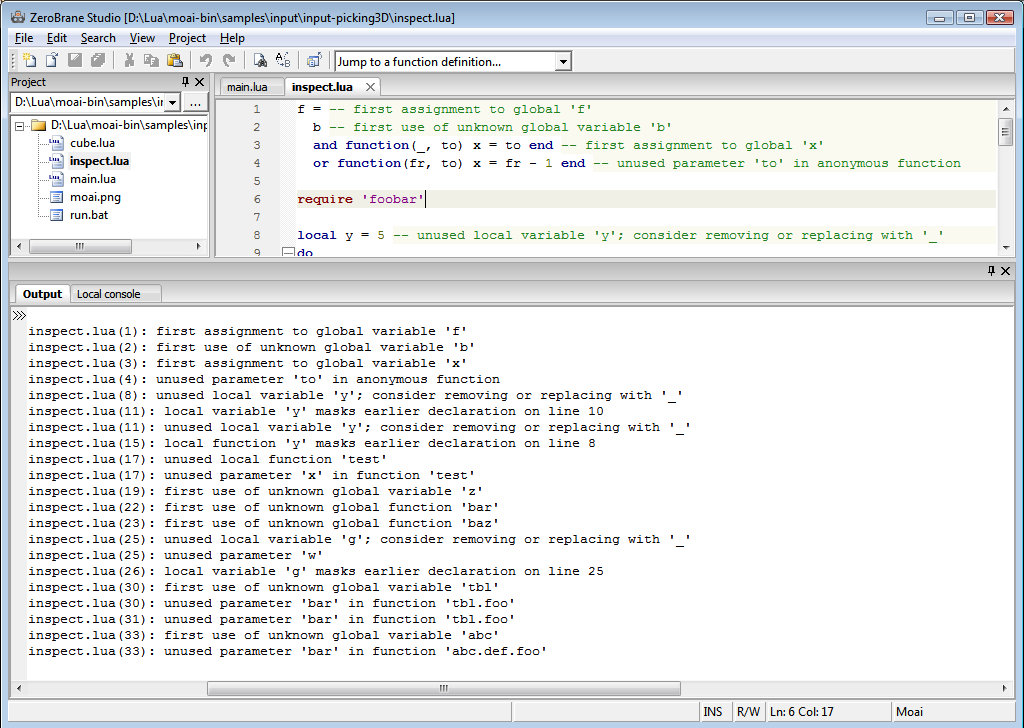 ZeroBrane Studio [D:\Lua\moai-bin\samples\input\input-picking3D\inspect.lua]
File Edit Search View Project Help
Jump to a function definition...
Project
D:\Lua\moai-bin\samples\ir ...
D:\Lua\moai-bin\samples\inp
cube.lua
inspect.lua
main.lua
moai.png
run.bat
main.lua inspect.lua
1 f = -- first assignment to global 'f'
2 b -- first use of unknown global variable 'b'
3 and function(_, to) x = to end -- first assignment to global 'x'
4 or function(fr, to) x = fr - 1 end -- unused parameter 'to' in anonymous function
5
6 require 'foobar'
7
8 local y = 5 -- unused local variable 'y'; consider removing or replacing with '_'
9 do
Output Local console
inspect.lua(1): first assignment to global variable 'f'
inspect.lua(2): first use of unknown global variable 'b'
inspect.lua(3): first assignment to global variable 'x'
inspect.lua(4): unused parameter 'to' in anonymous function
inspect.lua(8): unused local variable 'y'; consider removing or replacing with '_'
inspect.lua(11): local variable 'y' masks earlier declaration on line 10
inspect.lua(11): unused local variable 'y'; consider removing or replacing with '_'
inspect.lua(15): local function 'y' masks earlier declaration on line 8
inspect.lua(17): unused local function 'test'
inspect.lua(17): unused parameter 'x' in function 'test'
inspect.lua(19): first use of unknown global variable 'z'
inspect.lua(22): first use of unknown global function 'bar'
inspect.lua(23): first use of unknown global function 'baz'
inspect.lua(25): unused local variable 'g'; consider removing or replacing with '_'
inspect.lua(25): unused parameter 'w'
inspect.lua(26): local variable 'g' masks earlier declaration on line 25
inspect.lua(30): first use of unknown global variable 'tbl'
inspect.lua(30): unused parameter 'bar' in function 'tbl.foo'
inspect.lua(31): unused parameter 'bar' in function 'tbl.foo'
inspect.lua(33): first use of unknown global variable 'abc'
inspect.lua(33): unused parameter 'bar' in function 'abc.def.foo'
INS R/W Ln: 6 Col: 17 Moai